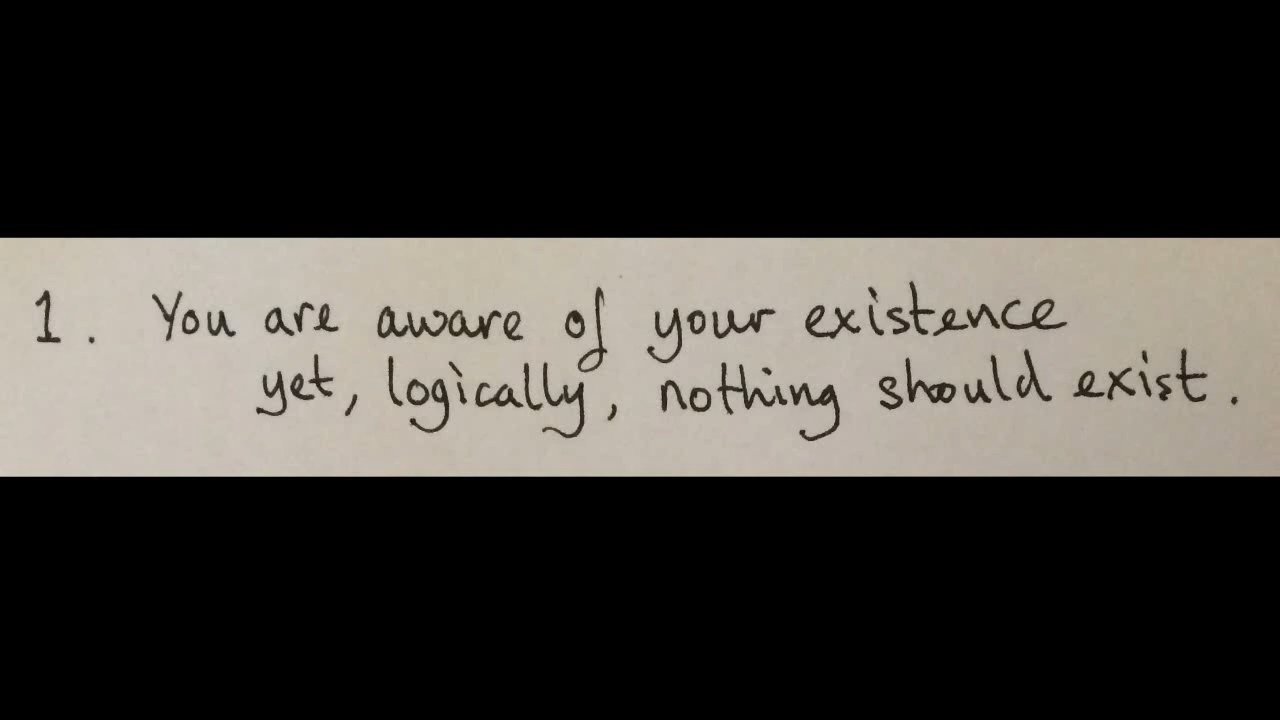 1. You are aware of your existence
yet, logically, nothing should exist.